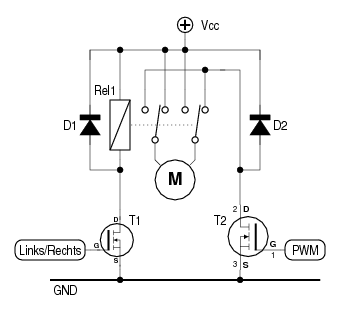 Vcc
Rel1
D1
D2
M
D
T1
Links/Rechts
G
S
2 D
T2
G
1
PWM
3 S
GND